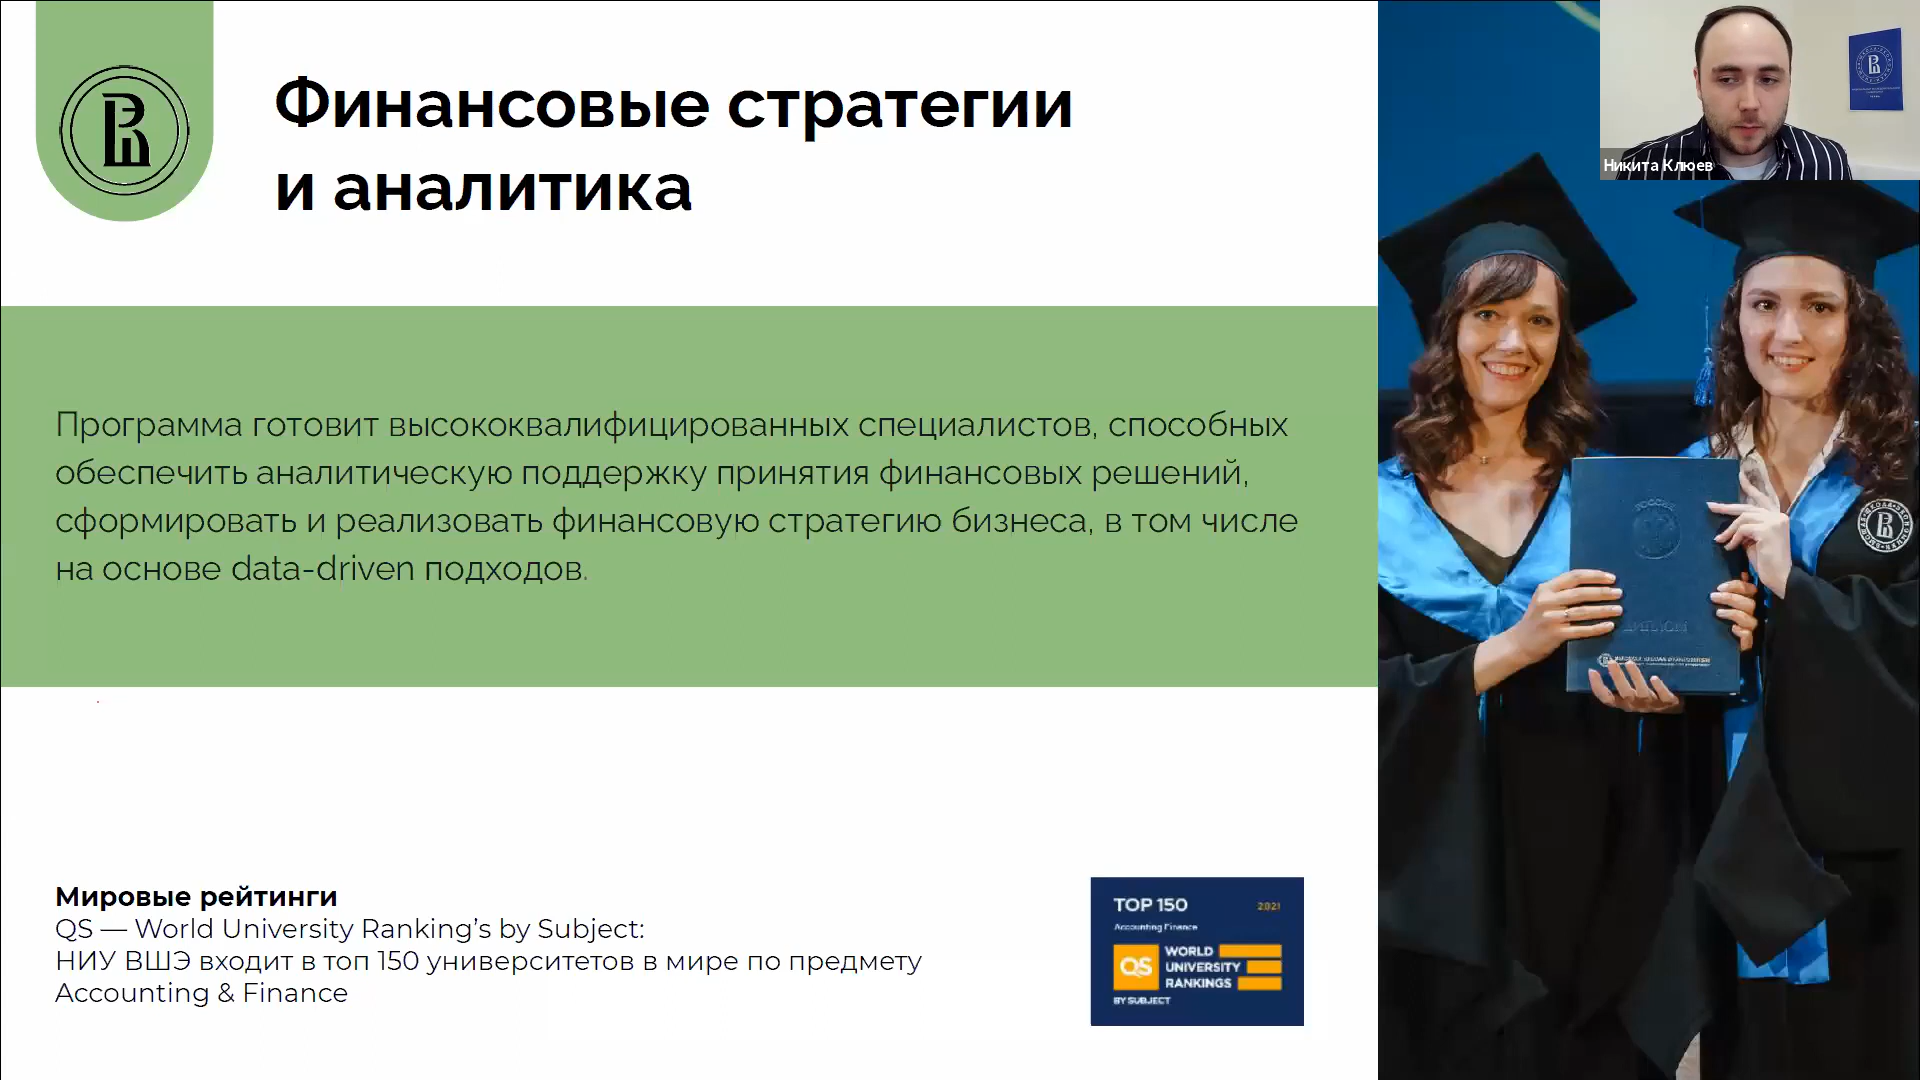 Финансовые стратегии
и аналитика
Программа готовит высококвалифицированных специалистов, способных
обеспечить аналитическую поддержку принятия финансовых решений,
сформировать и реализовать финансовую стратегию бизнеса, в том числе
на основе data-driven подходов.
Мировые рейтинги
QS — World University Ranking’s by Subject:
НИУ ВШЭ входит в топ 150 университетов в мире по предмету
Accounting & Finance
TOP 150 2021
Accounting Finance
QS WORLD
UNIVERSITY
RANKINGS
BY SUBJECT
Никита Клюев
РОССИЯ
ДИПЛОМ